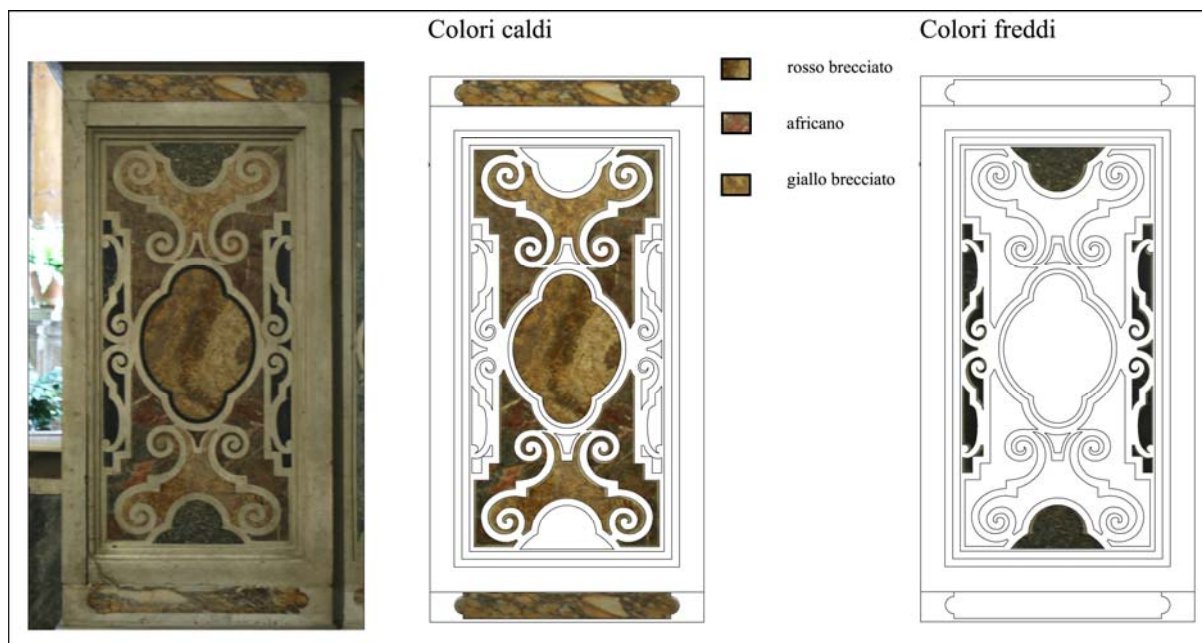 Colori caldi
Colori freddi
rosso brecciato
africano
giallo brecciato